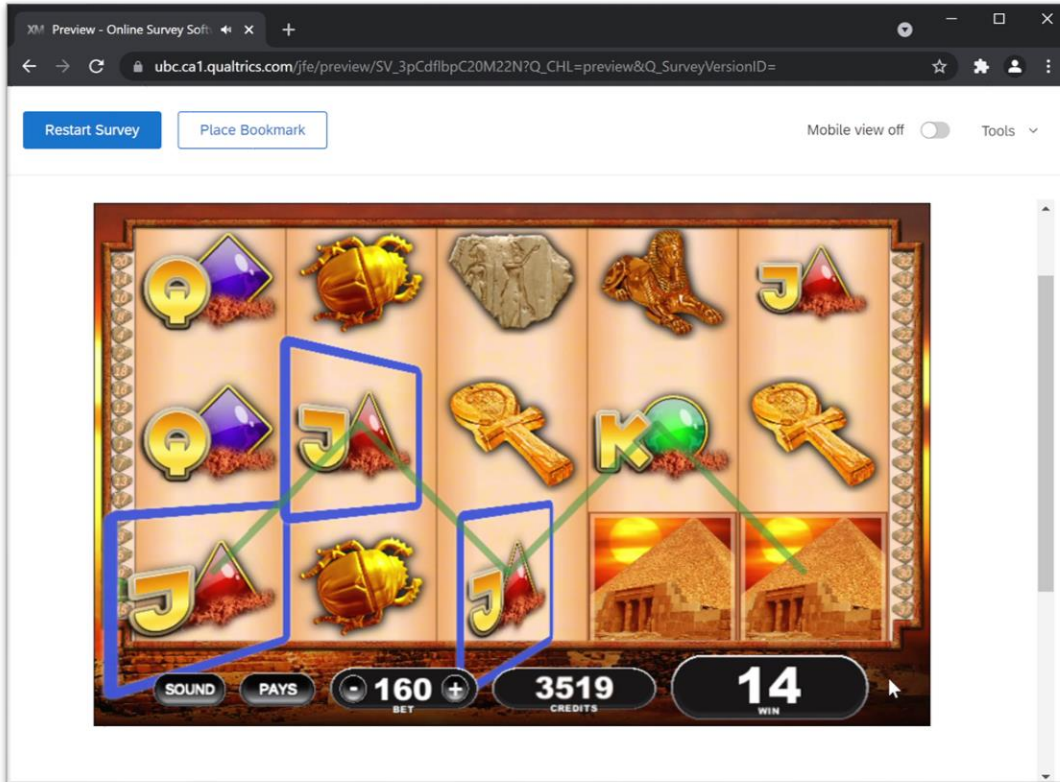 XM Preview - Online Survey Soft
ubc.ca1.qualtrics.com/jfe/preview/SV_3pCdflbpC20M22N?Q_CHL=preview&Q_SurveyVersionID=
Restart Survey
Place Bookmark
Mobile view off
Tools
Q
J
Q
J
K
J
J
SOUND
PAYS
- 160 +
BET
3519
CREDITS
14
WIN